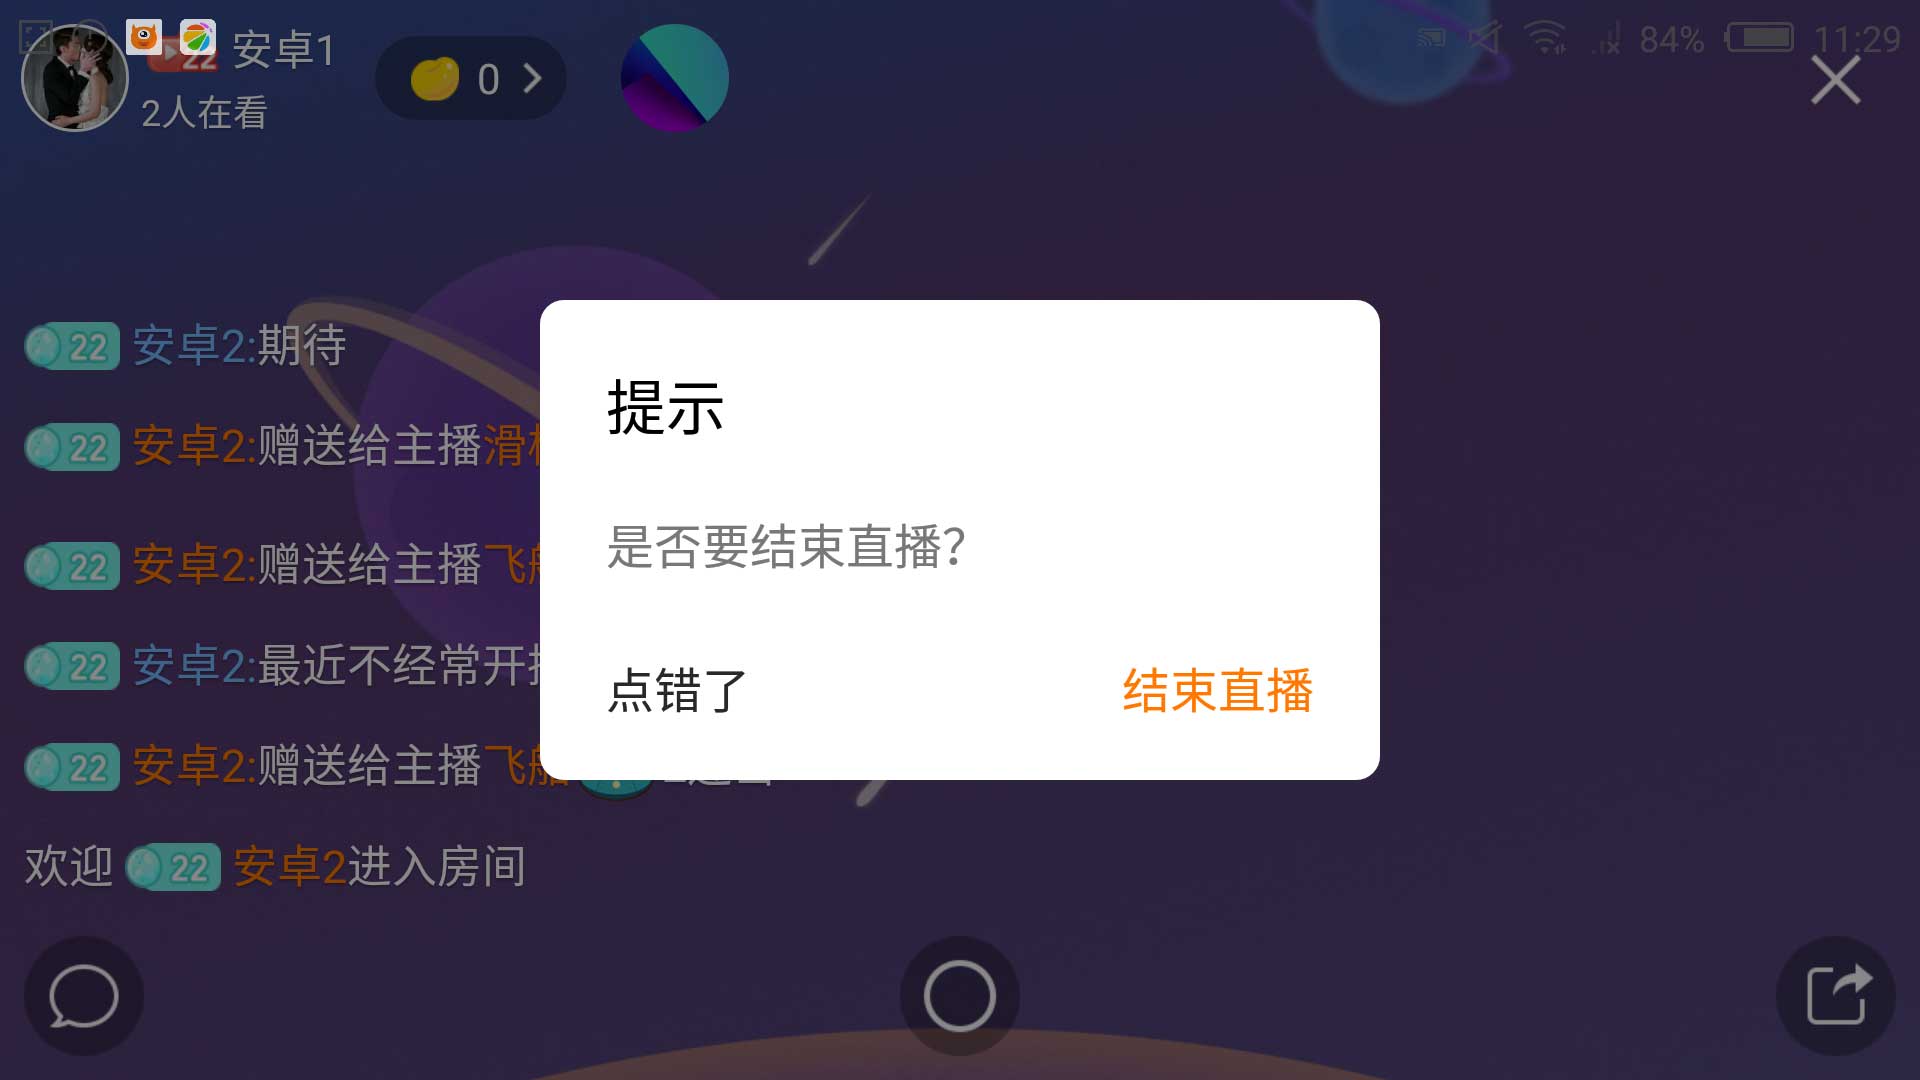 84% 11:29
22 安卓1
2人在看
0
22 安卓2:期待
22 安卓2:赠送给主播滑
22 安卓2:赠送给主播飞
22 安卓2:最近不经常开
22 安卓2:赠送给主播飞船
欢迎 22 安卓2进入房间
提示
是否要结束直播?
点错了
结束直播